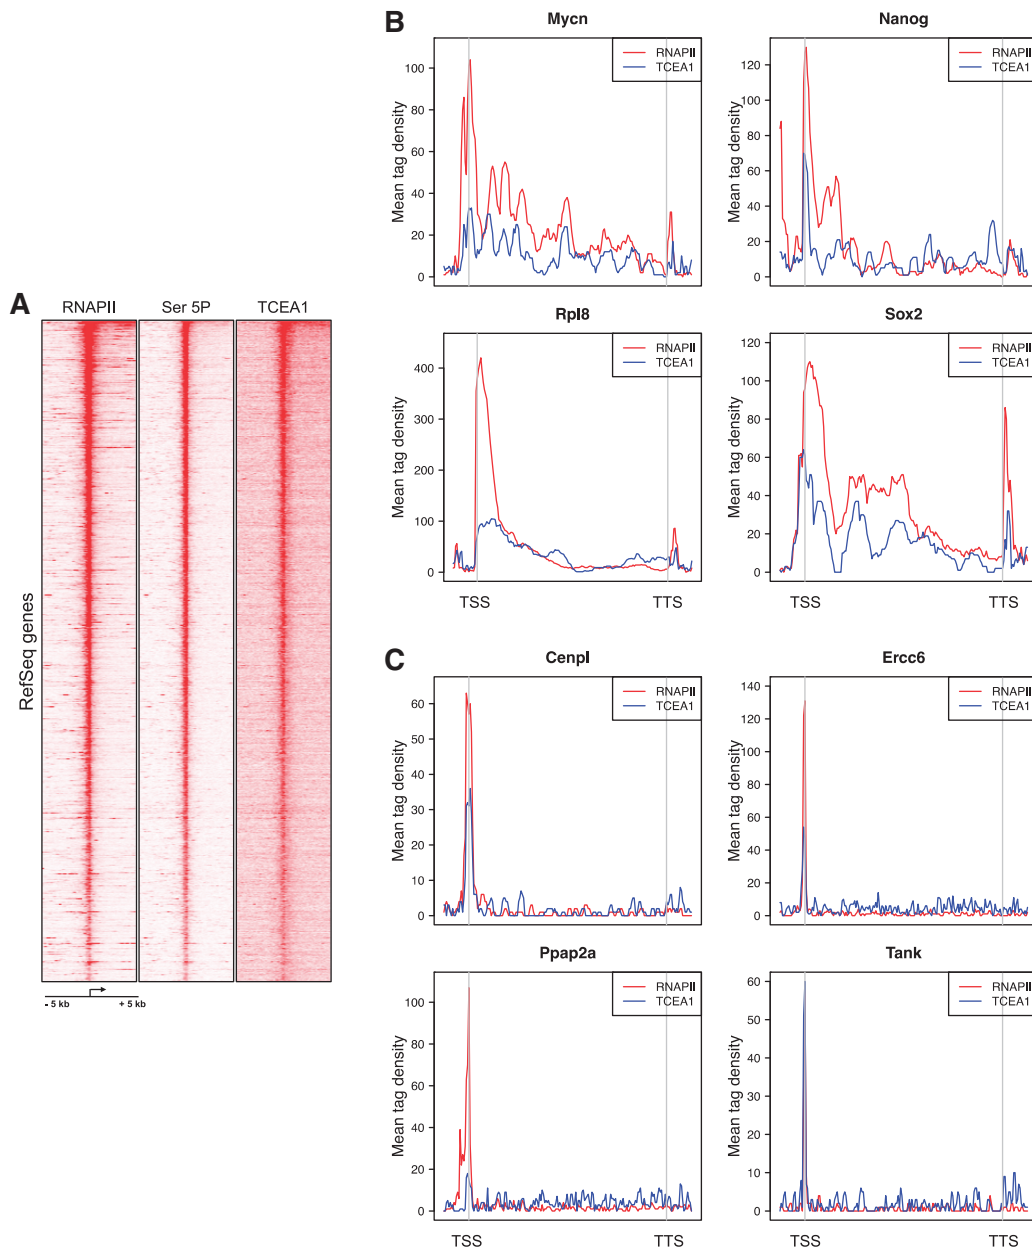 A
RNAPII Ser 5P TCEA1
RefSeq genes
- 5 kb + 5 kb
B
Mycn
Mean tag density
100
80
60
40
20
0
RNAPII
TCEA1
Nanog
Mean tag density
120
100
80
60
40
20
0
RNAPII
TCEA1
Rpl8
Mean tag density
400
300
200
100
0
RNAPII
TCEA1
TSS TTS
Sox2
Mean tag density
120
100
80
60
40
20
0
RNAPII
TCEA1
TSS TTS
C
Cenpl
Mean tag density
60
50
40
30
20
10
0
RNAPII
TCEA1
Ercc6
Mean tag density
140
120
100
80
60
40
20
0
RNAPII
TCEA1
Ppap2a
Mean tag density
100
80
60
40
20
0
RNAPII
TCEA1
TSS TTS
Tank
Mean tag density
60
50
40
30
20
10
0
RNAPII
TCEA1
TSS TTS